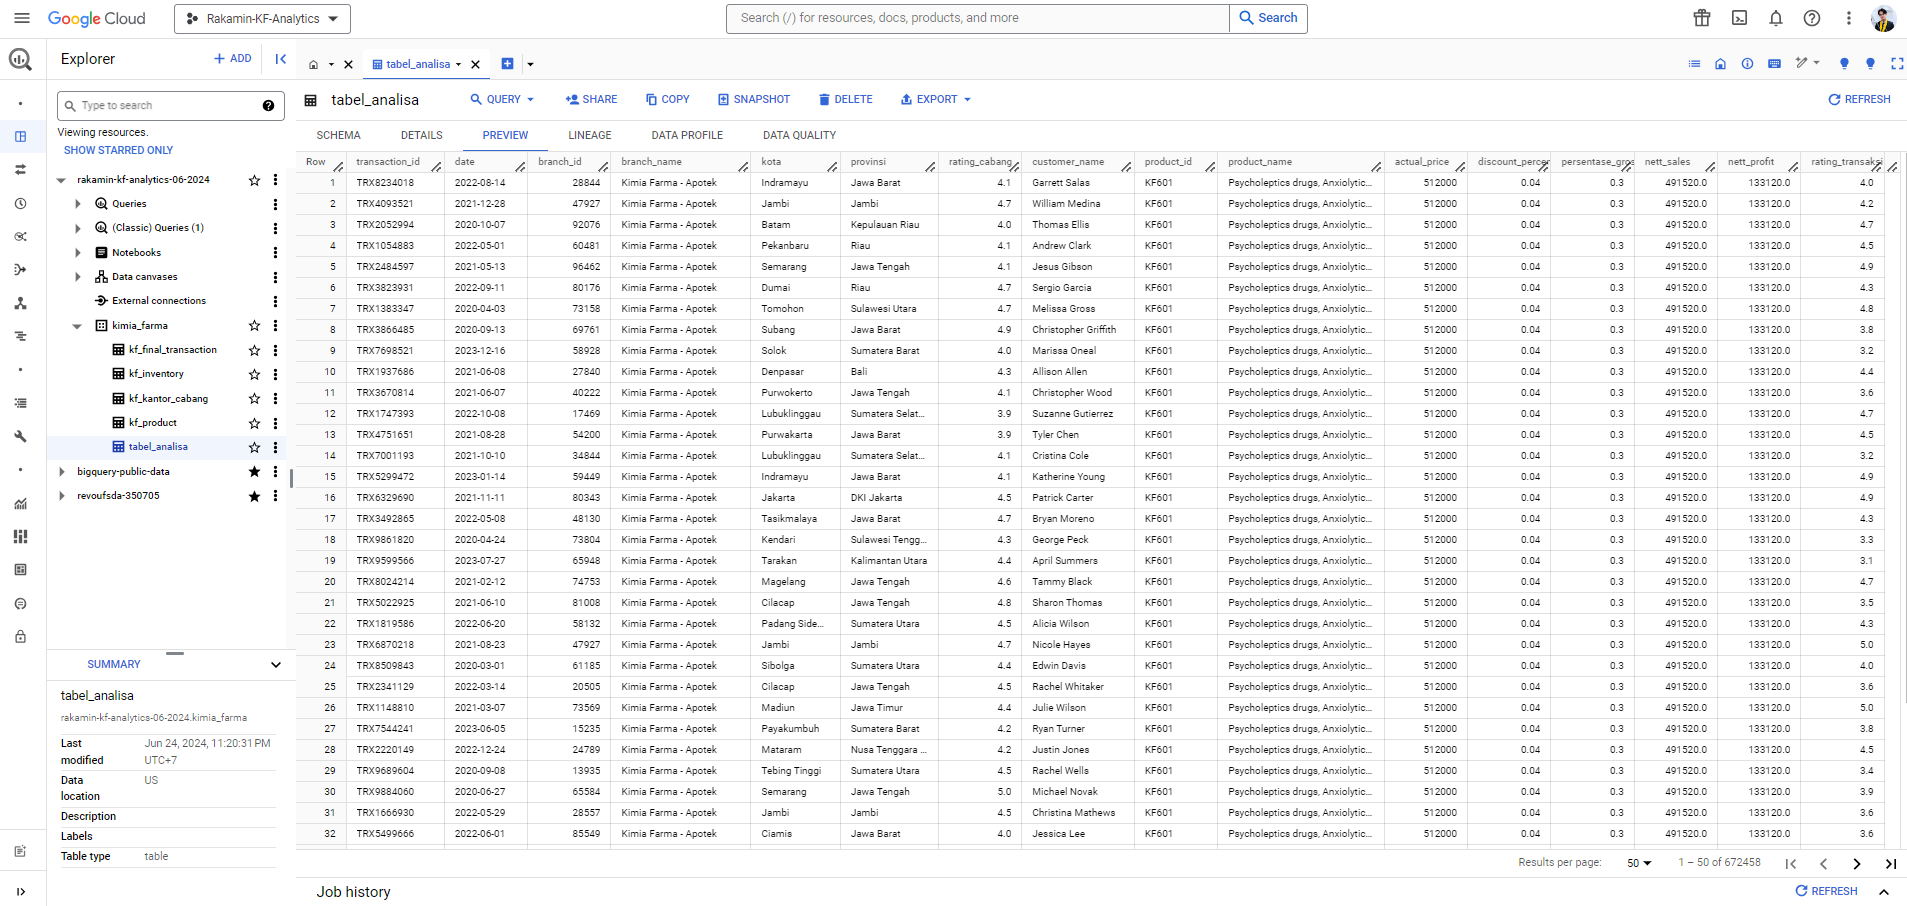 Google Cloud
Rakamin-KF-Analytics
Search (/) for resources, docs, products, and more
Search
Explorer
+ ADD
tabel_analisa
Type to search
Viewing resources.
SHOW STARRED ONLY
rakamin-kf-analytics-06-2024
Queries
(Classic) Queries (1)
Notebooks
Data canvases
External connections
kimia_farma
kf_final_transaction
kf_inventory
kf_kantor_cabang
kf_product
tabel_analisa
bigquery-public-data
revoufsda-350705
SUMMARY
tabel_analisa
rakamin-kf-analytics-06-2024.kimia_farma
Last modified Jun 24, 2024, 11:20:31 PM UTC+7
Data location US
Description
Labels
Table type table
tabel_analisa QUERY SHARE COPY SNAPSHOT DELETE EXPORT REFRESH
SCHEMA DETAILS PREVIEW LINEAGE DATA PROFILE DATA QUALITY
Row transaction_id date branch_id branch_name kota provinsi rating_cabang customer_name product_id product_name actual_price discount_percer persentase_gros nett_sales nett_profit rating_transaksi
1 TRX8234018 2022-08-14 28844 Kimia Farma - Apotek Indramayu Jawa Barat 4.1 Garrett Salas KF601 Psycholeptics drugs, Anxiolytic... 512000 0.04 0.3 491520.0 133120.0 4.0
2 TRX4093521 2021-12-28 47927 Kimia Farma - Apotek Jambi Jambi 4.7 William Medina KF601 Psycholeptics drugs, Anxiolytic... 512000 0.04 0.3 491520.0 133120.0 4.2
3 TRX2052994 2020-10-07 92076 Kimia Farma - Apotek Batam Kepulauan Riau 4.0 Thomas Ellis KF601 Psycholeptics drugs, Anxiolytic... 512000 0.04 0.3 491520.0 133120.0 4.7
4 TRX1054883 2022-05-01 60481 Kimia Farma - Apotek Pekanbaru Riau 4.1 Andrew Clark KF601 Psycholeptics drugs, Anxiolytic... 512000 0.04 0.3 491520.0 133120.0 4.5
5 TRX2484597 2021-05-13 96462 Kimia Farma - Apotek Semarang Jawa Tengah 4.1 Jesus Gibson KF601 Psycholeptics drugs, Anxiolytic... 512000 0.04 0.3 491520.0 133120.0 4.9
6 TRX3823931 2022-09-11 80176 Kimia Farma - Apotek Dumai Riau 4.7 Sergio Garcia KF601 Psycholeptics drugs, Anxiolytic... 512000 0.04 0.3 491520.0 133120.0 4.3
7 TRX1383347 2020-04-03 73158 Kimia Farma - Apotek Tomohon Sulawesi Utara 4.7 Melissa Gross KF601 Psycholeptics drugs, Anxiolytic... 512000 0.04 0.3 491520.0 133120.0 4.8
8 TRX3866485 2020-09-13 69761 Kimia Farma - Apotek Subang Jawa Barat 4.9 Christopher Griffith KF601 Psycholeptics drugs, Anxiolytic... 512000 0.04 0.3 491520.0 133120.0 3.8
9 TRX7698521 2023-12-16 58928 Kimia Farma - Apotek Solok Sumatera Barat 4.0 Marissa Oneal KF601 Psycholeptics drugs, Anxiolytic... 512000 0.04 0.3 491520.0 133120.0 3.2
10 TRX1937686 2021-06-08 27840 Kimia Farma - Apotek Denpasar Bali 4.3 Allison Allen KF601 Psycholeptics drugs, Anxiolytic... 512000 0.04 0.3 491520.0 133120.0 4.4
11 TRX3670814 2021-06-07 40222 Kimia Farma - Apotek Purwokerto Jawa Tengah 4.1 Christopher Wood KF601 Psycholeptics drugs, Anxiolytic... 512000 0.04 0.3 491520.0 133120.0 3.6
12 TRX1747393 2022-10-08 17469 Kimia Farma - Apotek Lubuklinggau Sumatera Selat... 3.9 Suzanne Gutierrez KF601 Psycholeptics drugs, Anxiolytic... 512000 0.04 0.3 491520.0 133120.0 4.7
13 TRX4751651 2021-08-28 54200 Kimia Farma - Apotek Purwakarta Jawa Barat 3.9 Tyler Chen KF601 Psycholeptics drugs, Anxiolytic... 512000 0.04 0.3 491520.0 133120.0 4.5
14 TRX7001193 2021-10-10 34844 Kimia Farma - Apotek Lubuklinggau Sumatera Selat... 4.1 Cristina Cole KF601 Psycholeptics drugs, Anxiolytic... 512000 0.04 0.3 491520.0 133120.0 3.2
15 TRX5299472 2023-01-14 59449 Kimia Farma - Apotek Indramayu Jawa Barat 4.1 Katherine Young KF601 Psycholeptics drugs, Anxiolytic... 512000 0.04 0.3 491520.0 133120.0 4.9
16 TRX6329690 2021-11-11 80343 Kimia Farma - Apotek Jakarta DKI Jakarta 4.5 Patrick Carter KF601 Psycholeptics drugs, Anxiolytic... 512000 0.04 0.3 491520.0 133120.0 4.9
17 TRX3492865 2022-05-08 48130 Kimia Farma - Apotek Tasikmalaya Jawa Barat 4.7 Bryan Moreno KF601 Psycholeptics drugs, Anxiolytic... 512000 0.04 0.3 491520.0 133120.0 4.3
18 TRX9861820 2020-04-24 73804 Kimia Farma - Apotek Kendari Sulawesi Tengg... 4.3 George Peck KF601 Psycholeptics drugs, Anxiolytic... 512000 0.04 0.3 491520.0 133120.0 3.3
19 TRX9599566 2023-07-27 65948 Kimia Farma - Apotek Tarakan Kalimantan Utara 4.4 April Summers KF601 Psycholeptics drugs, Anxiolytic... 512000 0.04 0.3 491520.0 133120.0 3.1
20 TRX8024214 2021-02-12 74753 Kimia Farma - Apotek Magelang Jawa Tengah 4.6 Tammy Black KF601 Psycholeptics drugs, Anxiolytic... 512000 0.04 0.3 491520.0 133120.0 4.7
21 TRX5022925 2021-06-10 81008 Kimia Farma - Apotek Cilacap Jawa Tengah 4.8 Sharon Thomas KF601 Psycholeptics drugs, Anxiolytic... 512000 0.04 0.3 491520.0 133120.0 3.5
22 TRX1819586 2022-06-20 58132 Kimia Farma - Apotek Padang Side... Sumatera Utara 4.5 Alicia Wilson KF601 Psycholeptics drugs, Anxiolytic... 512000 0.04 0.3 491520.0 133120.0 4.3
23 TRX6870218 2021-08-23 47927 Kimia Farma - Apotek Jambi Jambi 4.7 Nicole Hayes KF601 Psycholeptics drugs, Anxiolytic... 512000 0.04 0.3 491520.0 133120.0 5.0
24 TRX8509843 2020-03-01 61185 Kimia Farma - Apotek Sibolga Sumatera Utara 4.4 Edwin Davis KF601 Psycholeptics drugs, Anxiolytic... 512000 0.04 0.3 491520.0 133120.0 4.0
25 TRX2341129 2022-03-14 20505 Kimia Farma - Apotek Cilacap Jawa Tengah 4.5 Rachel Whitaker KF601 Psycholeptics drugs, Anxiolytic... 512000 0.04 0.3 491520.0 133120.0 3.6
26 TRX1148810 2021-03-07 73569 Kimia Farma - Apotek Madiun Jawa Timur 4.4 Julie Wilson KF601 Psycholeptics drugs, Anxiolytic... 512000 0.04 0.3 491520.0 133120.0 5.0
27 TRX7544241 2023-06-05 15235 Kimia Farma - Apotek Payakumbuh Sumatera Barat 4.2 Ryan Turner KF601 Psycholeptics drugs, Anxiolytic... 512000 0.04 0.3 491520.0 133120.0 3.8
28 TRX2220149 2022-12-24 24789 Kimia Farma - Apotek Mataram Nusa Tenggara ... 4.2 Justin Jones KF601 Psycholeptics drugs, Anxiolytic... 512000 0.04 0.3 491520.0 133120.0 4.5
29 TRX9689604 2020-09-08 13935 Kimia Farma - Apotek Tebing Tinggi Sumatera Utara 4.5 Rachel Wells KF601 Psycholeptics drugs, Anxiolytic... 512000 0.04 0.3 491520.0 133120.0 3.4
30 TRX9884060 2020-06-27 65584 Kimia Farma - Apotek Semarang Jawa Tengah 5.0 Michael Novak KF601 Psycholeptics drugs, Anxiolytic... 512000 0.04 0.3 491520.0 133120.0 3.9
31 TRX1666930 2022-05-29 28557 Kimia Farma - Apotek Jambi Jambi 4.5 Christina Mathews KF601 Psycholeptics drugs, Anxiolytic... 512000 0.04 0.3 491520.0 133120.0 3.6
32 TRX5499666 2022-06-01 85549 Kimia Farma - Apotek Ciamis Jawa Barat 4.0 Jessica Lee KF601 Psycholeptics drugs, Anxiolytic... 512000 0.04 0.3 491520.0 133120.0 3.6
Results per page: 50 1 – 50 of 672458
Job history REFRESH